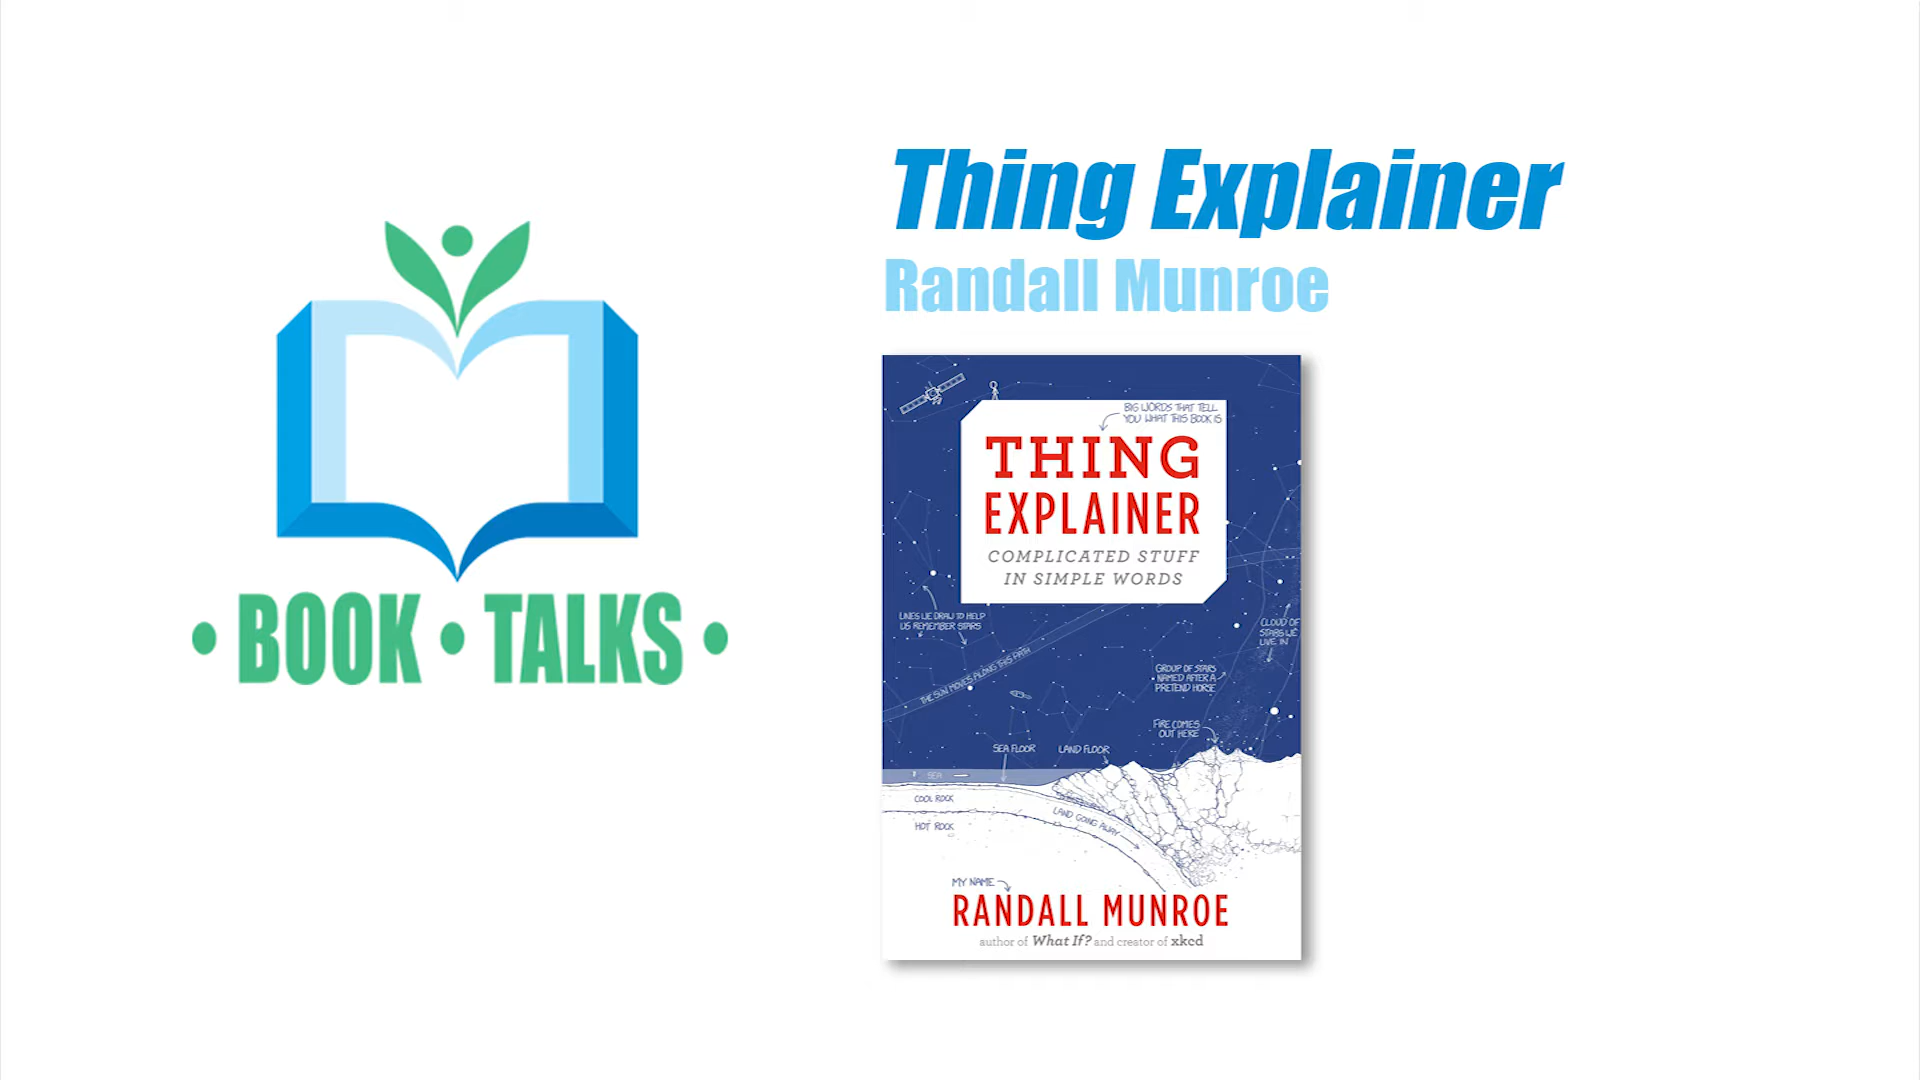 Thing Explainer
Randall Munroe
BOOK • TALKS
BIG WORDS THAT TELL
YOU WHAT THIS BOOK IS
THING
EXPLAINER
COMPLICATED STUFF
IN SIMPLE WORDS
LINES WE DRAW TO HELP
US REMEMBER STARS
CLOUD OF
STARS WE
LIVE IN
THE SUN MOVES ALONG THIS PATH
GROUP OF STARS
NAMED AFTER A
PRETEND HORSE
FIRE COMES
OUT HERE
SEA FLOOR
LAND FLOOR
SEA
COOL ROCK
LAND GOING AWAY
HOT ROCK
MY NAME
RANDALL MUNROE
author of What If? and creator of xkcd